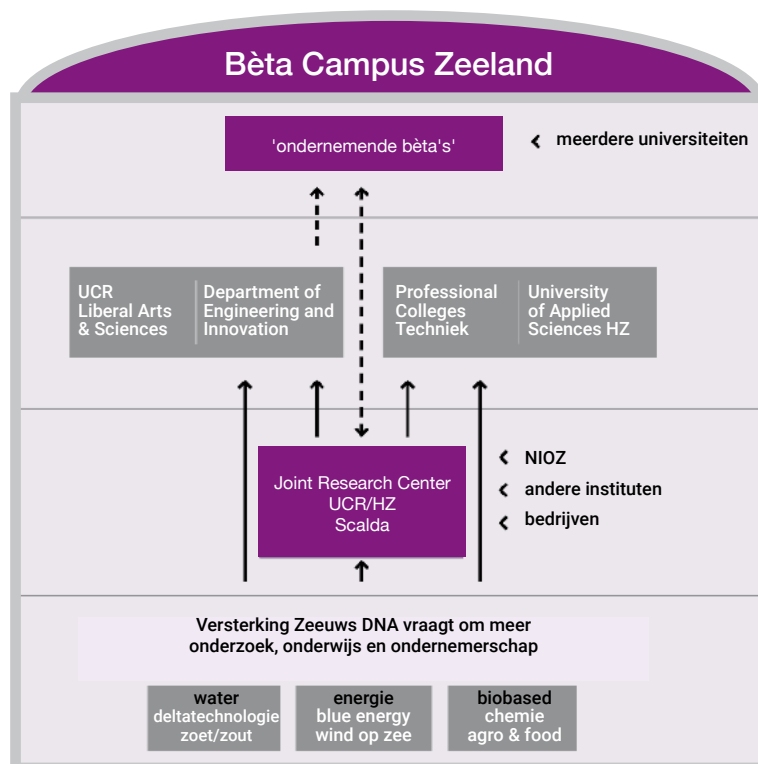 Bèta Campus Zeeland
'ondernemende bèta's'
meerdere universiteiten
UCR
Liberal Arts
& Sciences
Department of
Engineering and
Innovation
Professional
Colleges
Techniek
University
of Applied
Sciences HZ
Joint Research Center
UCR/HZ
Scalda
NIOZ
andere instituten
bedrijven
Versterking Zeeuws DNA vraagt om meer
onderzoek, onderwijs en ondernemerschap
water
deltatechnologie
zoet/zout
energie
blue energy
wind op zee
biobased
chemie
agro & food